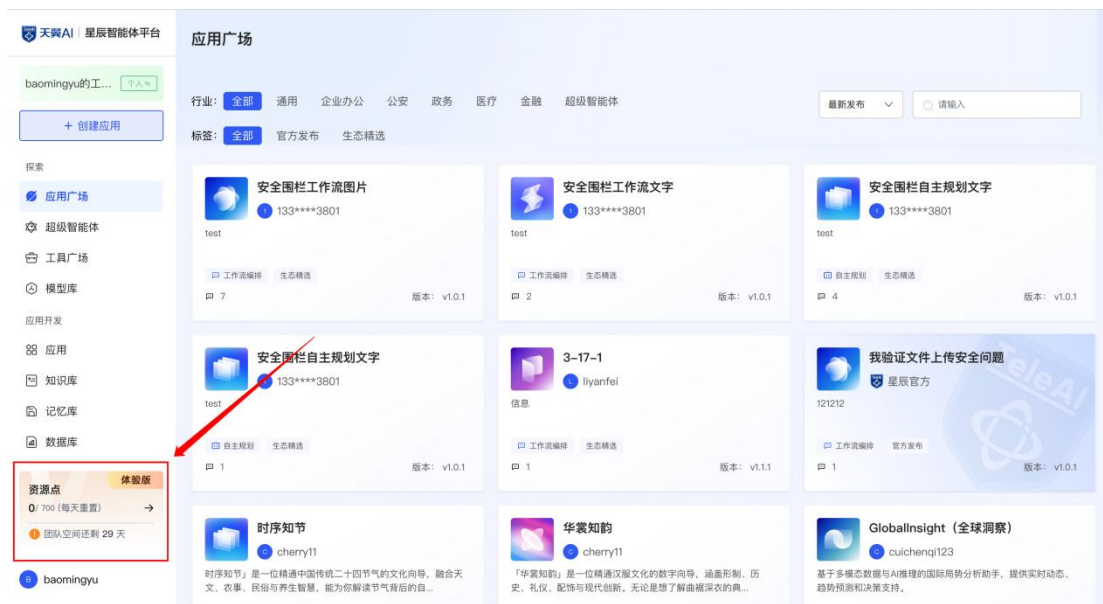 天翼AI 星辰智能体平台
baomingyu的工... 个人
+ 创建应用
探索
应用广场
超级智能体
工具广场
模型库
应用开发
应用
知识库
记忆库
数据库
体验版
资源点
0/ 700 (每天重置) →
团队空间还剩 29 天
B baomingyu
应用广场
行业: 全部 通用 企业办公 公安 政务 医疗 金融 超级智能体
最新发布 请输入
标签: 全部 官方发布 生态精选
安全围栏工作流图片
1 133****3801
test
工作流编排 生态精选
7 版本: v1.0.1
安全围栏工作流文字
1 133****3801
test
工作流编排 生态精选
2 版本: v1.0.1
安全围栏自主规划文字
1 133****3801
test
自主规划 生态精选
4 版本: v1.0.1
安全围栏自主规划文字
133****3801
test
自主规划 生态精选
1 版本: v1.0.1
3-17-1
L liyanfei
信息
工作流编排 生态精选
1 版本: v1.1.1
我验证文件上传安全问题
星辰官方
121212
工作流编排 官方发布
1 版本: v1.0.1
TeleAI
时序知节
C cherry11
时序知节」是一位精通中国传统二十四节气的文化向导，融合天
文、农事、民俗与养生智慧，能为你解读节气背后的自...
华裳知韵
C cherry11
「华裳知韵」是一位精通汉服文化的数字向导，涵盖形制、历
史、礼仪、配饰与现代创新。无论是想了解曲裾深衣的典...
GlobalInsight（全球洞察）
C cuichenqi123
基于多模态数据与AI推理的国际局势分析助手，提供实时动态、
趋势预测和决策支持。